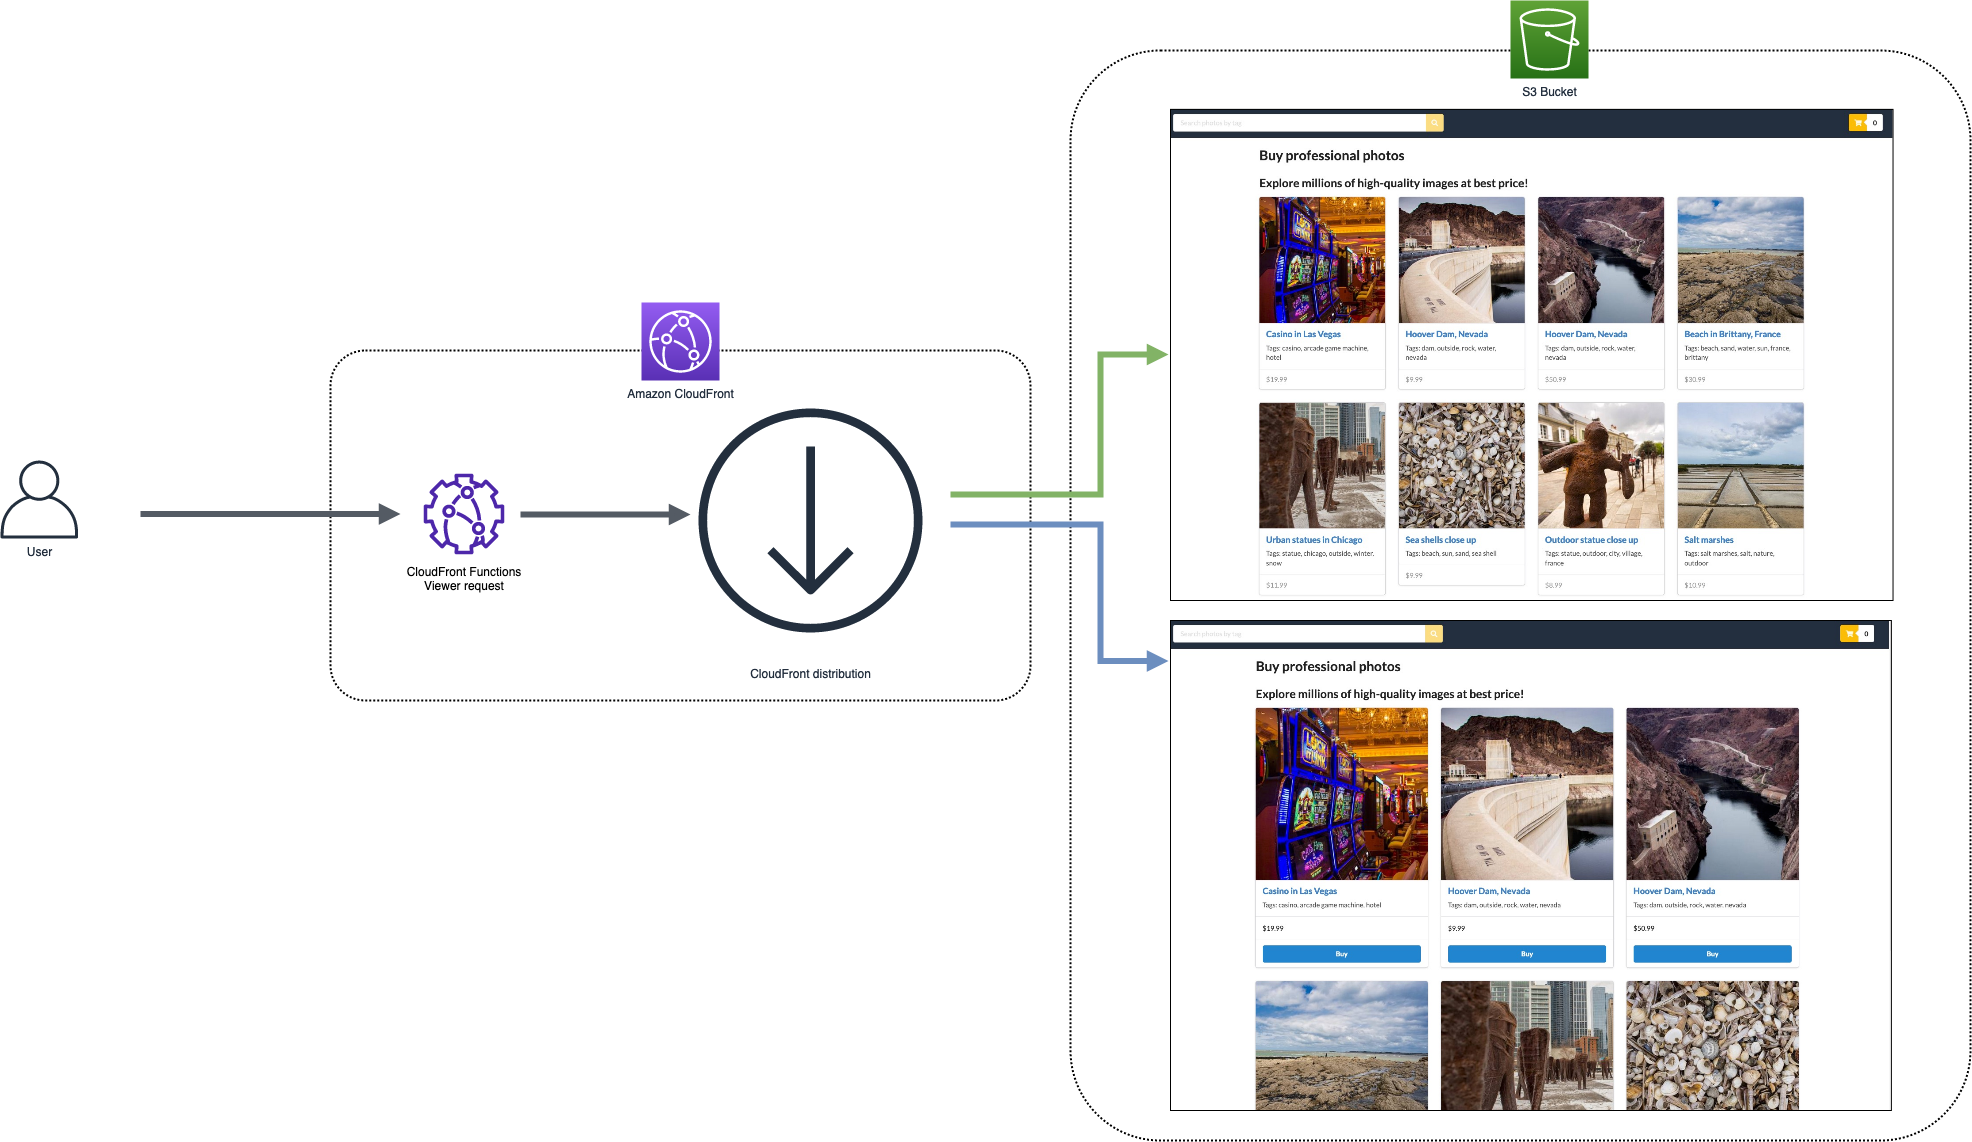 S3 Bucket
Search photos by tag
0
Buy professional photos
Explore millions of high-quality images at best price!
Casino in Las Vegas
Tags: casino, arcade game machine,
hotel
$19.99
Hoover Dam, Nevada
Tags: dam, outside, rock, water,
nevada
$9.99
Hoover Dam, Nevada
Tags: dam, outside, rock, water,
nevada
$50.99
Beach in Brittany, France
Tags: beach, sand, water, sun, france,
brittany
$30.99
Urban statues in Chicago
Tags: statue, chicago, outside, winter,
snow
$11.99
Sea shells close up
Tags: beach, sun, sand, sea shell
$9.99
Outdoor statue close up
Tags: statue, outdoor, city, village,
france
$8.99
Salt marshes
Tags: salt marshes, salt, nature,
outdoor
$10.99
Amazon CloudFront
User
CloudFront Functions
Viewer request
CloudFront distribution
Search photos by tag
0
Buy professional photos
Explore millions of high-quality images at best price!
Casino in Las Vegas
Tags: casino, arcade game machine, hotel
$19.99
Buy
Hoover Dam, Nevada
Tags: dam, outside, rock, water, nevada
$9.99
Buy
Hoover Dam, Nevada
Tags: dam, outside, rock, water, nevada
$50.99
Buy